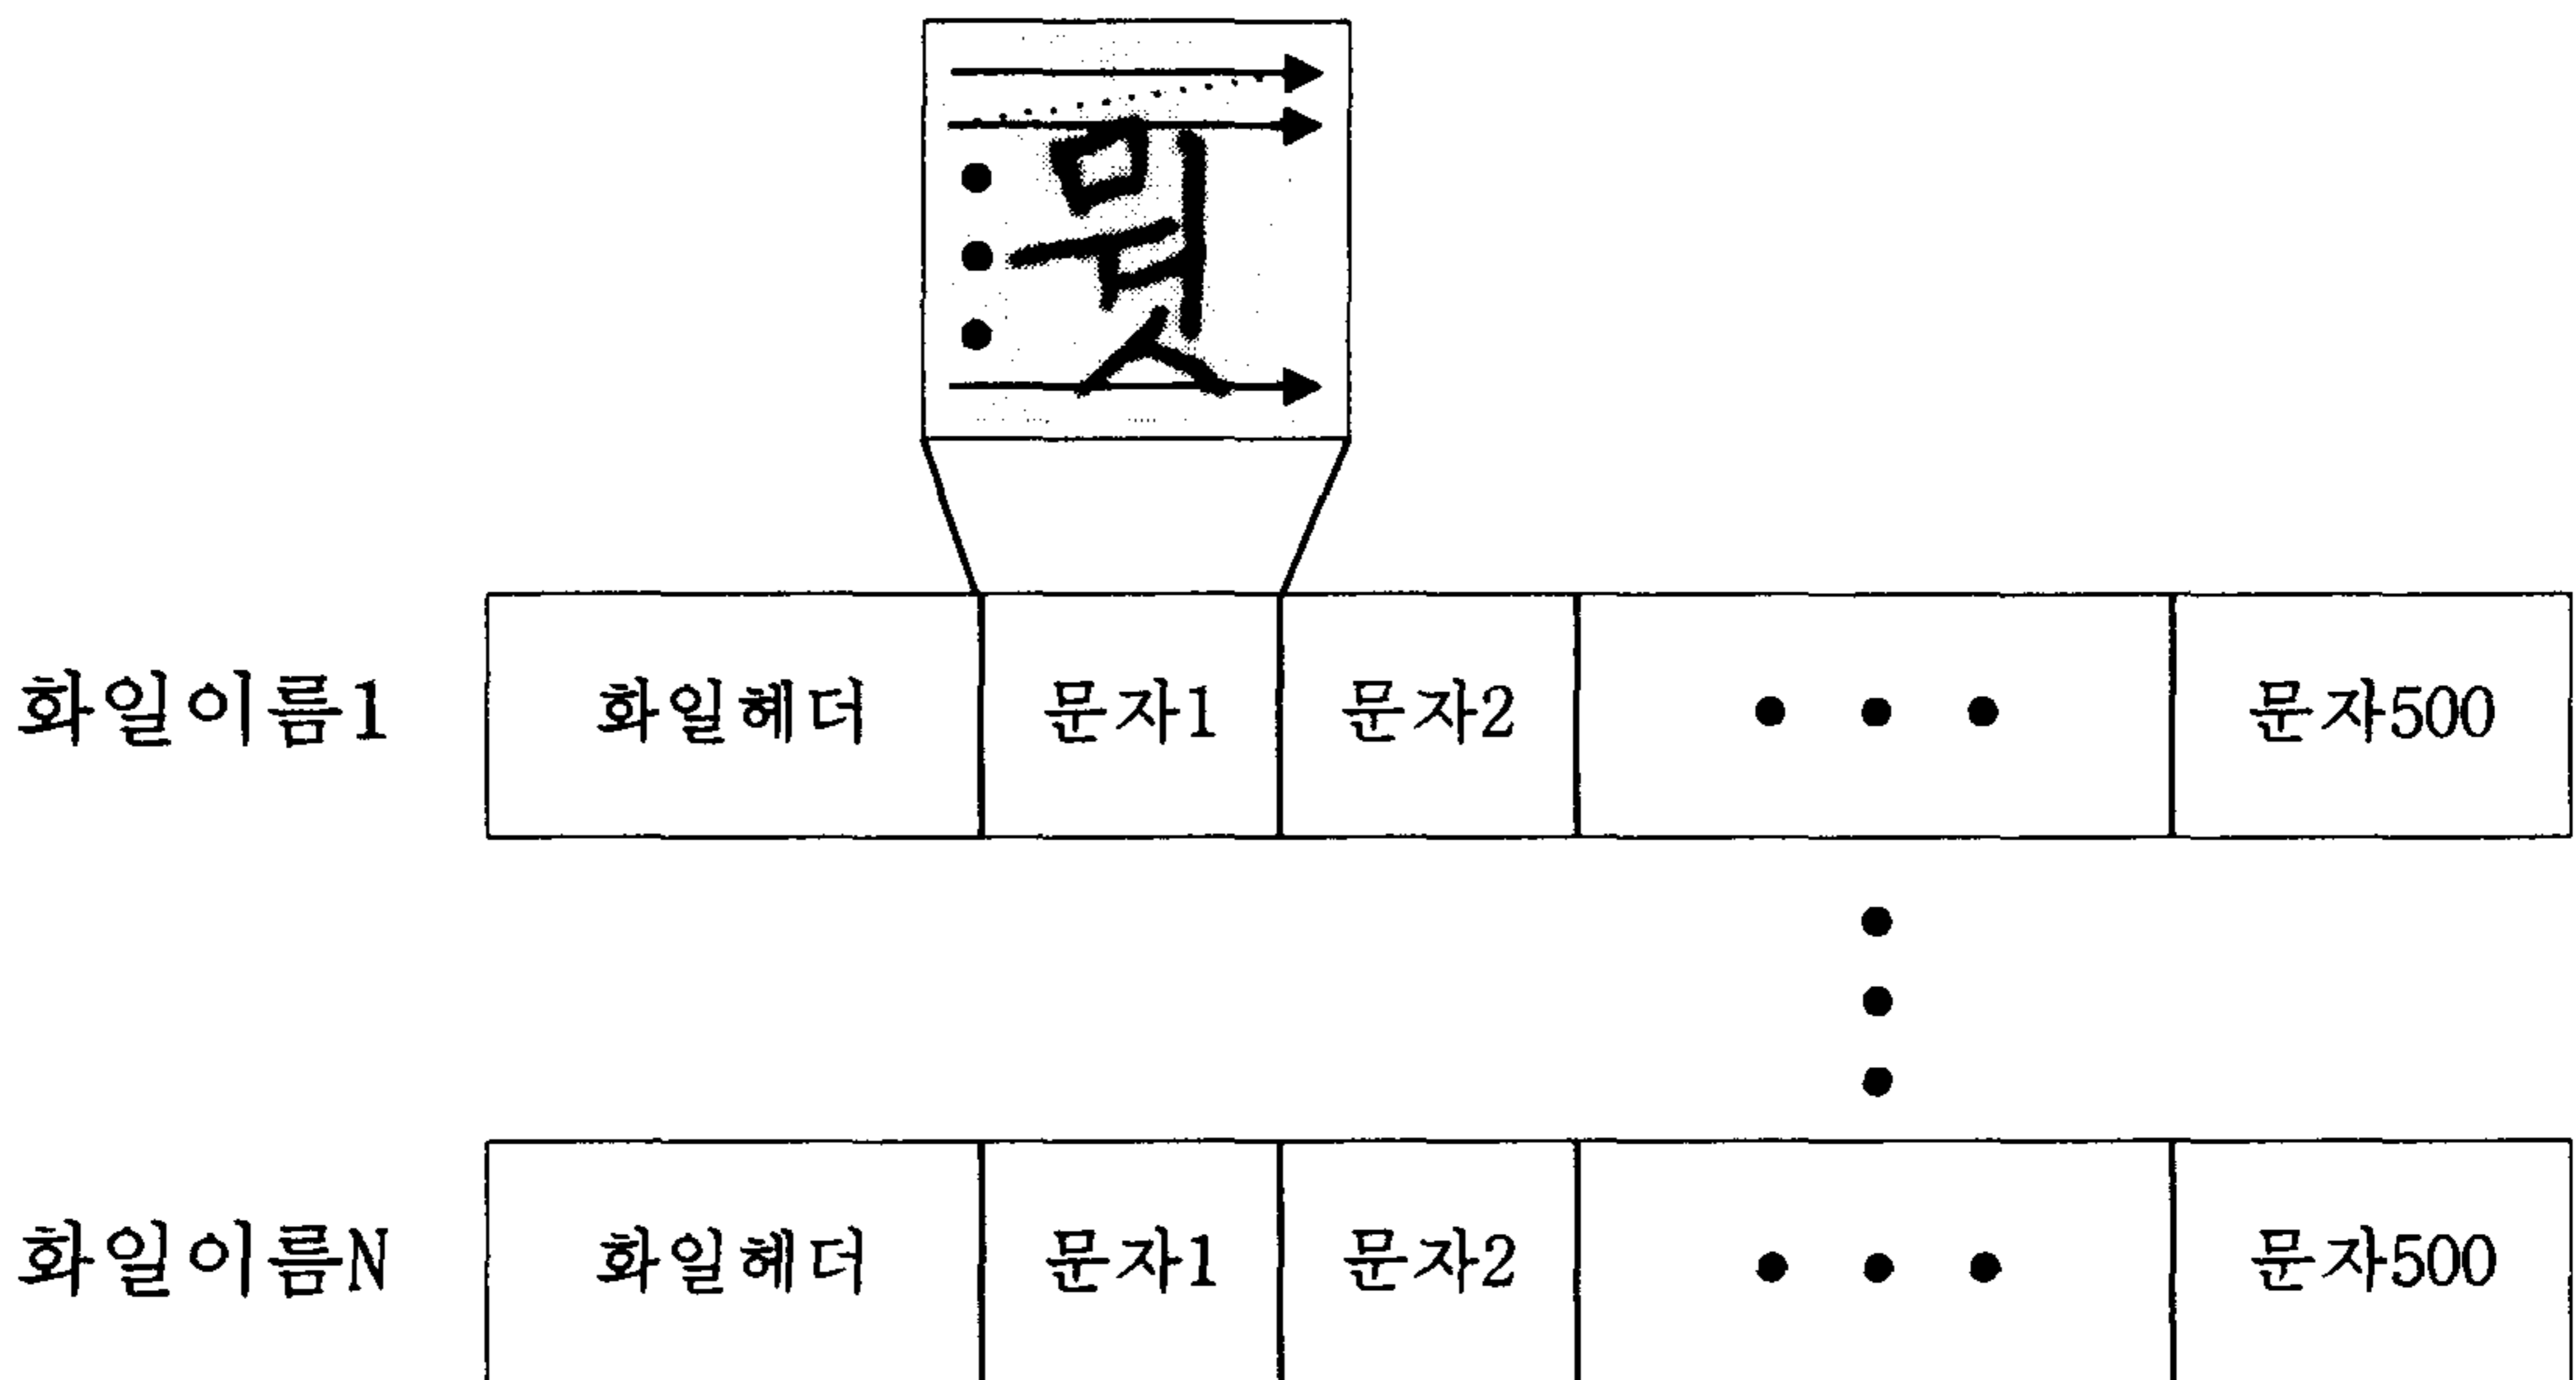 뭣
화일이름1 화일헤더 문자1 문자2 • • • 문자500
화일이름N 화일헤더 문자1 문자2 • • • 문자500